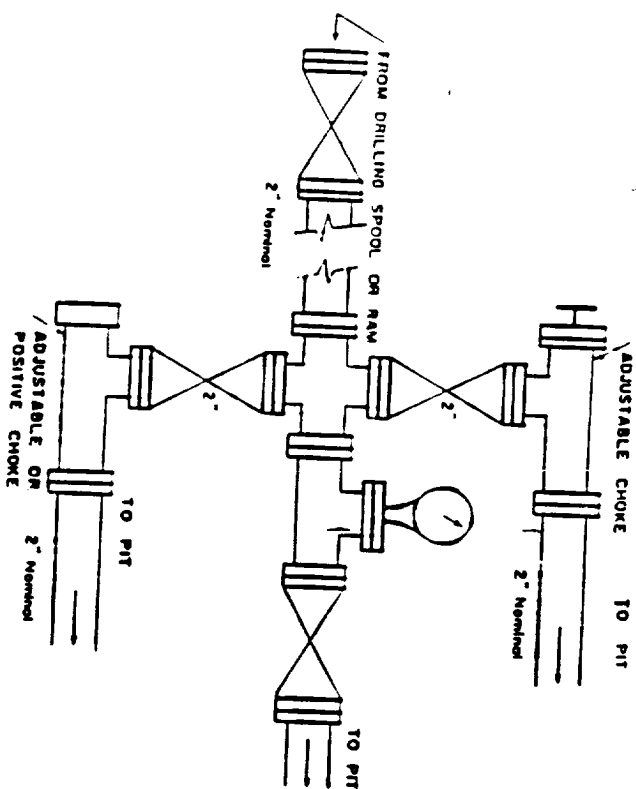 FROM DRILLING SPOOL OR RAM
2" Nominal
ADJUSTABLE CHOKE
TO PIT
2" Nominal
2"
2"
ADJUSTABLE OR
POSITIVE CHOKE
TO PIT
2" Nominal
TO PIT